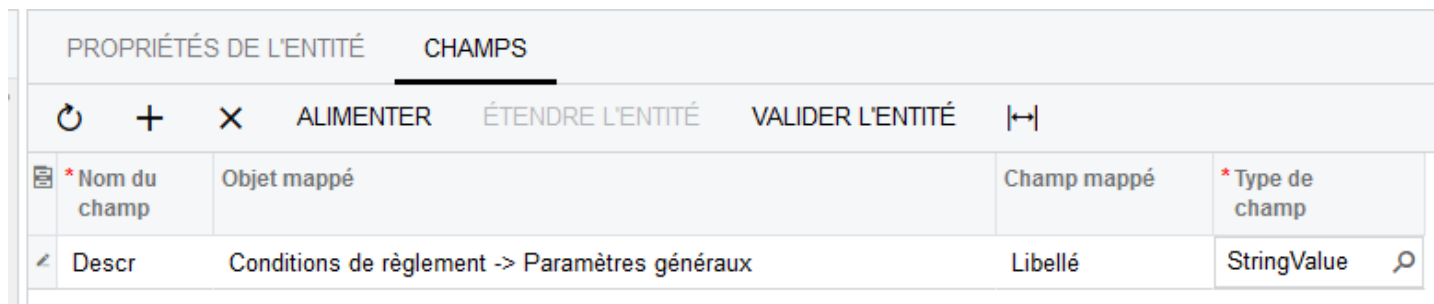 PROPRIÉTÉS DE L'ENTITÉ CHAMPS
ALIMENTER ÉTENDRE L'ENTITÉ VALIDER L'ENTITÉ
* Nom du champ Objet mappé Champ mappé * Type de champ
Descr Conditions de règlement -> Paramètres généraux Libellé StringValue